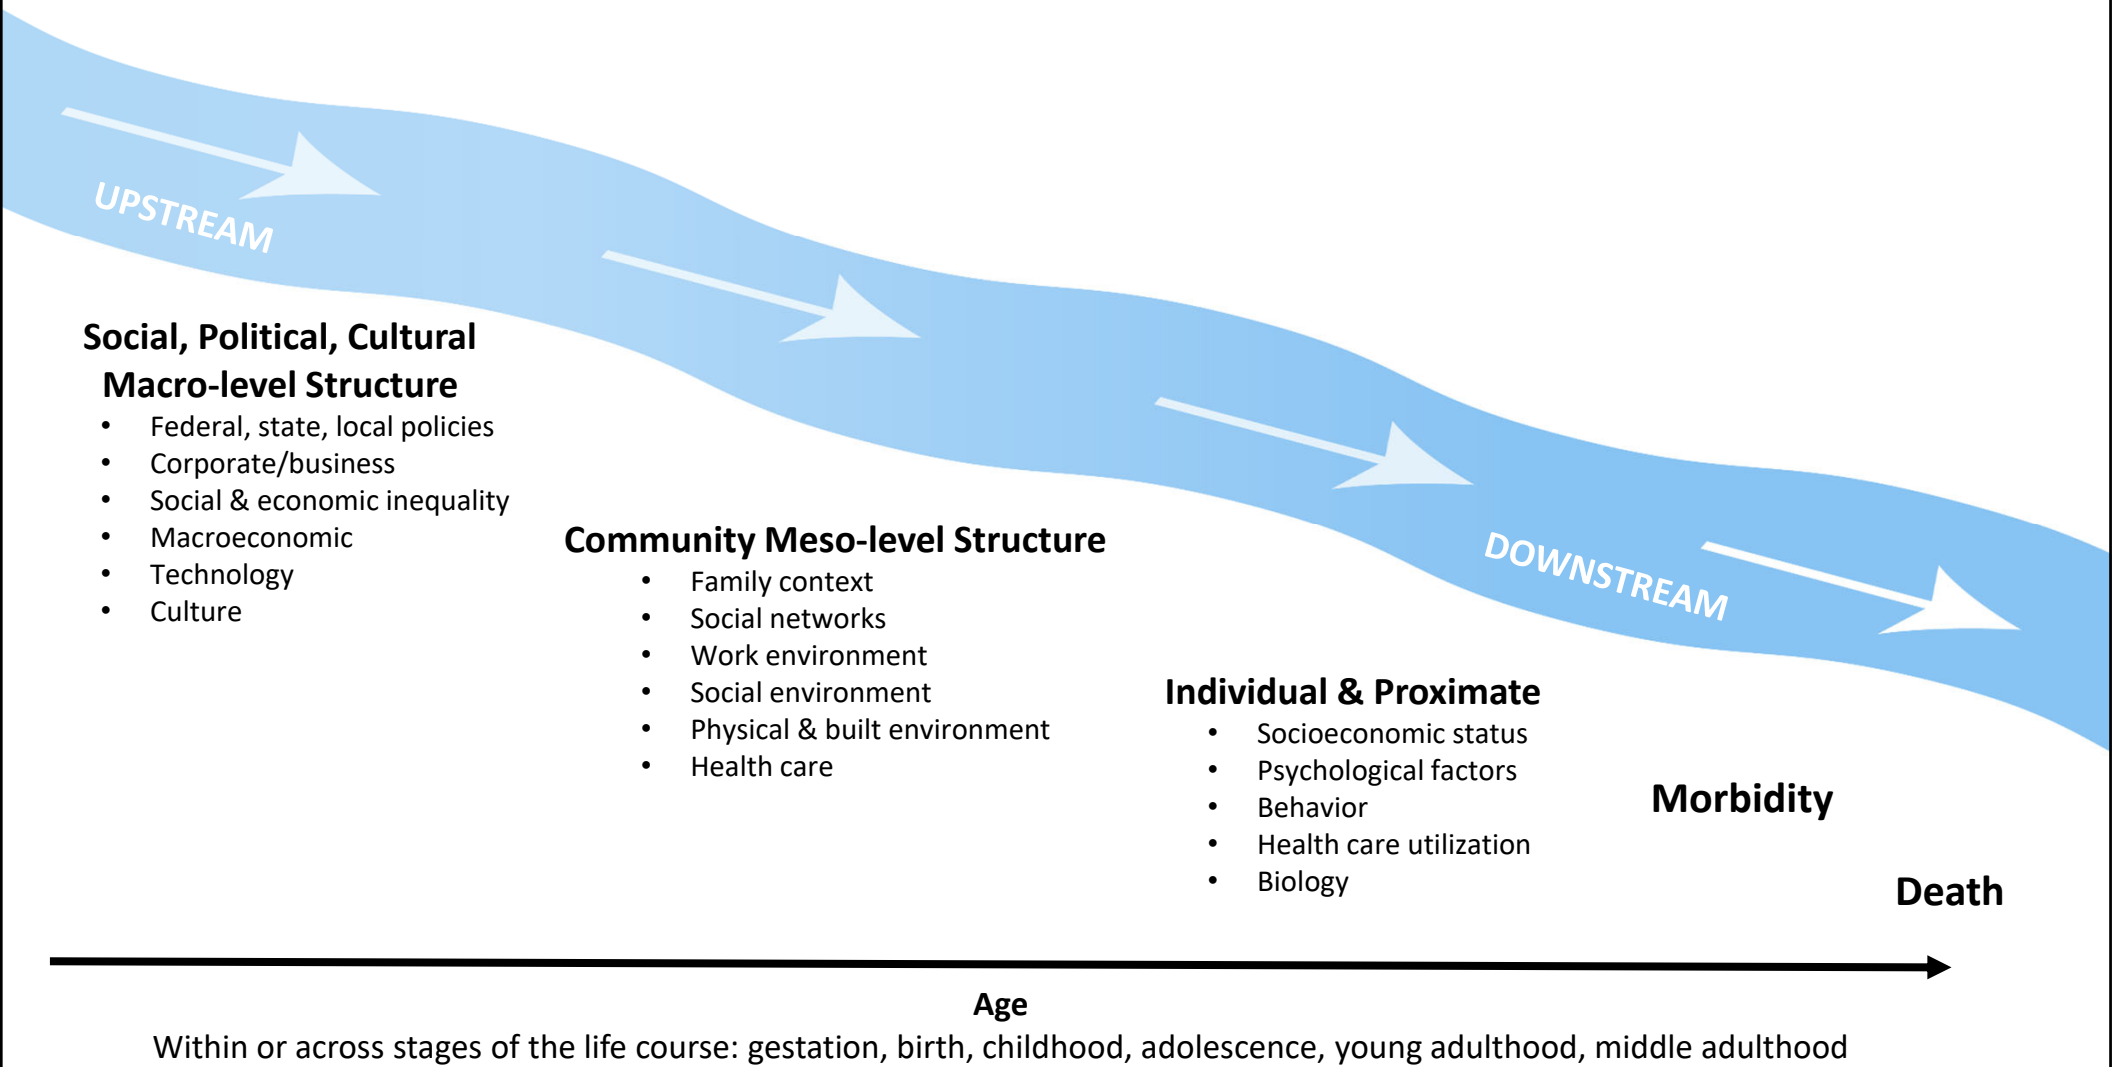 UPSTREAM
Social, Political, Cultural
Macro-level Structure
• Federal, state, local policies
• Corporate/business
• Social & economic inequality
• Macroeconomic
• Technology
• Culture
Community Meso-level Structure
• Family context
• Social networks
• Work environment
• Social environment
• Physical & built environment
• Health care
DOWNSTREAM
Individual & Proximate
• Socioeconomic status
• Psychological factors
• Behavior
• Health care utilization
• Biology
Morbidity
Death
Age
Within or across stages of the life course: gestation, birth, childhood, adolescence, young adulthood, middle adulthood